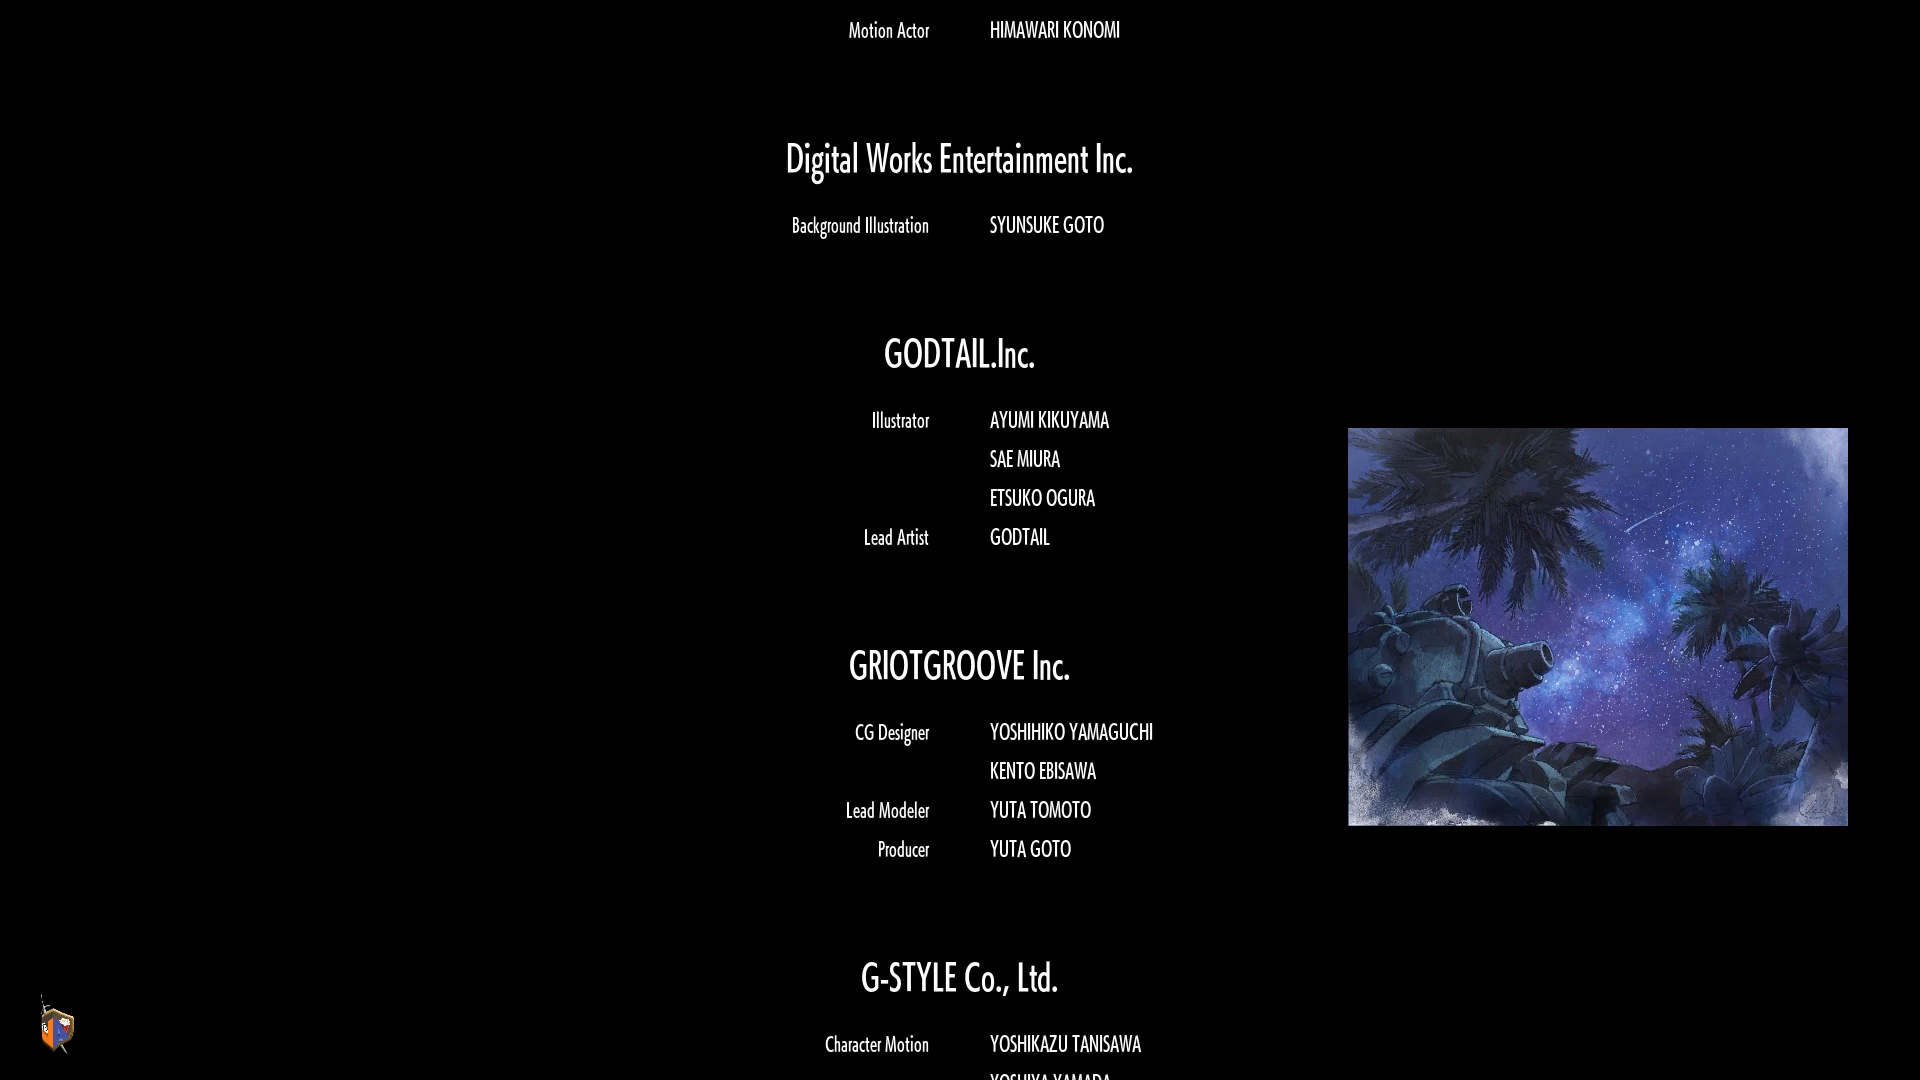 Motion Actor HIMAWARI KONOMI
Digital Works Entertainment Inc.
Background Illustration SYUNSUKE GOTO
GODTAIL.Inc.
Illustrator AYUMI KIKUYAMA
SAE MIURA
ETSUKO OGURA
Lead Artist GODTAIL
GRIOTGROOVE Inc.
CG Designer YOSHIHIKO YAMAGUCHI
KENTO EBISAWA
Lead Modeler YUTA TOMOTO
Producer YUTA GOTO
G-STYLE Co., Ltd.
Character Motion YOSHIKAZU TANISAWA
YOSHIYA YAMADA